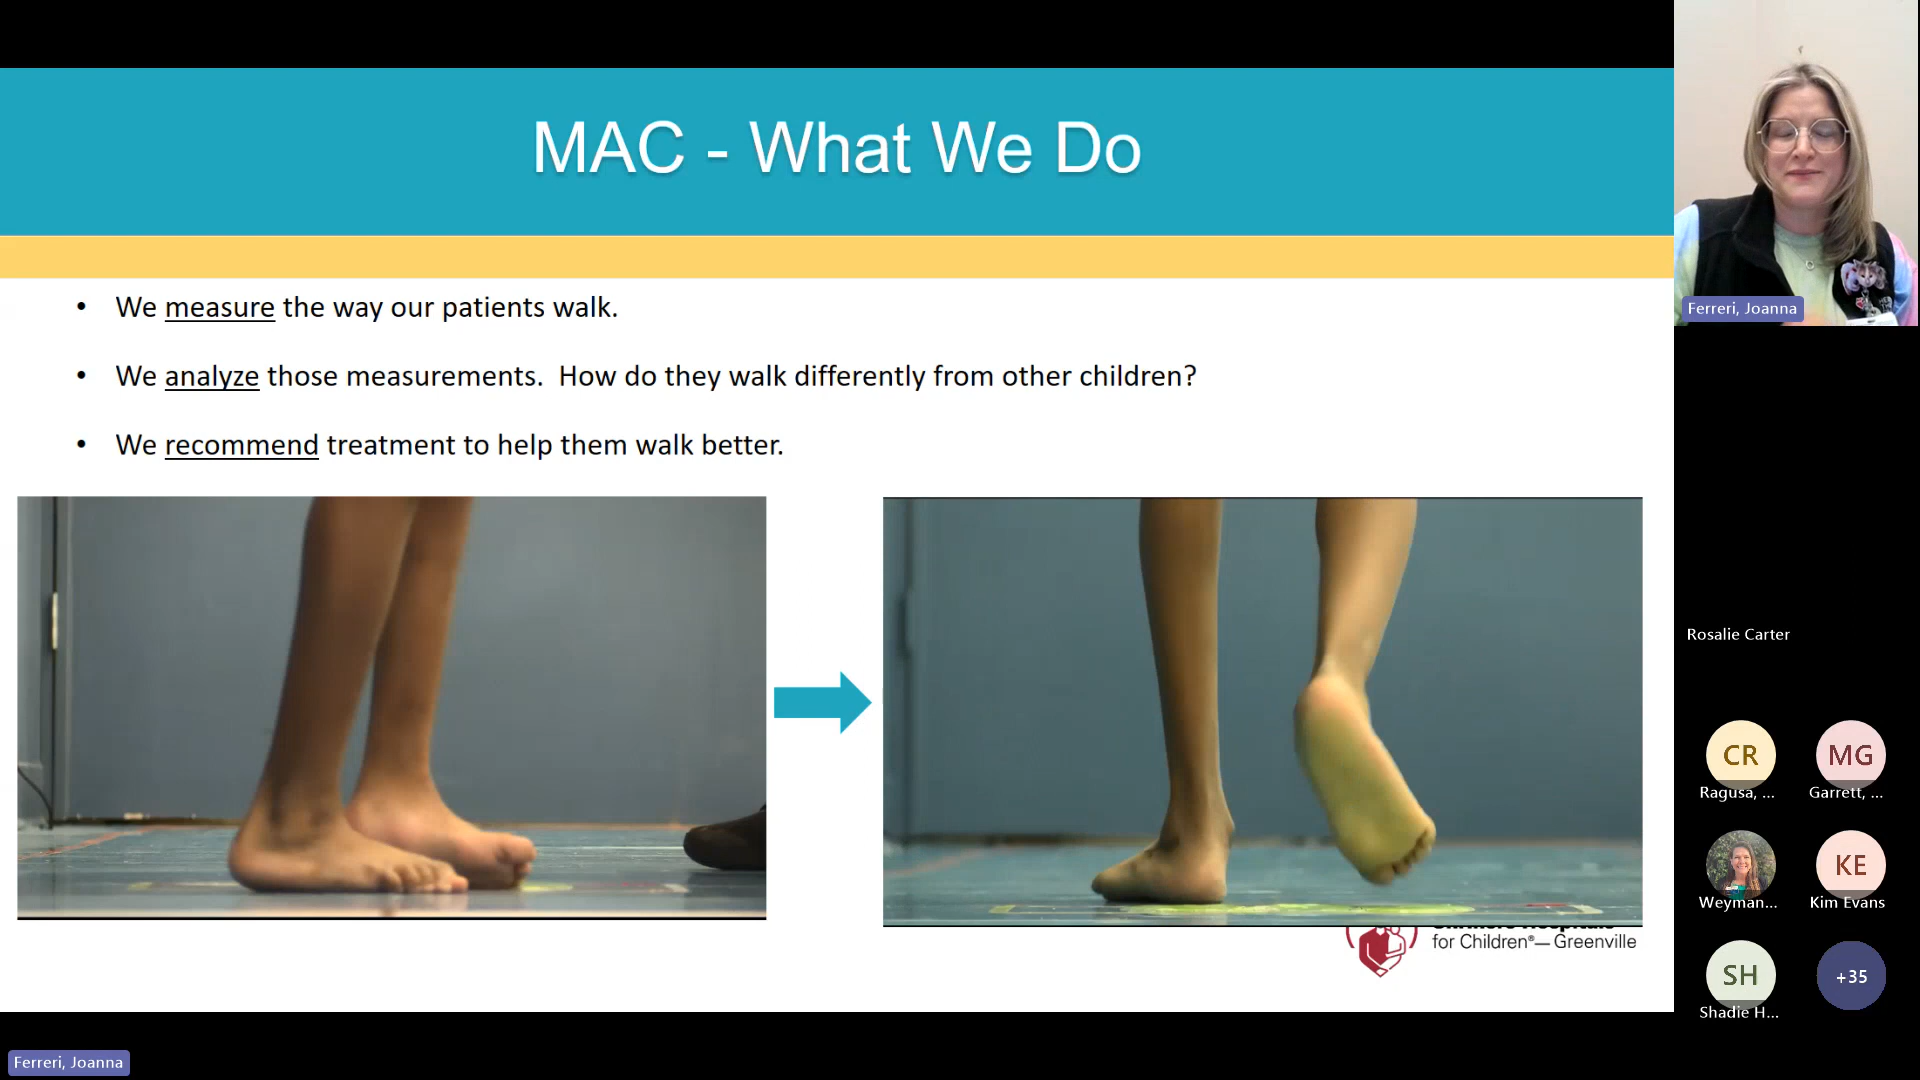 MAC - What We Do
• We measure the way our patients walk.
• We analyze those measurements.  How do they walk differently from other children?
• We recommend treatment to help them walk better.
for Children®— Greenville
Ferreri, Joanna
Rosalie Carter
CR
Ragusa, ...
MG
Garrett, ...
Weyman...
KE
Kim Evans
SH
Shadie H...
+35
Ferreri, Joanna